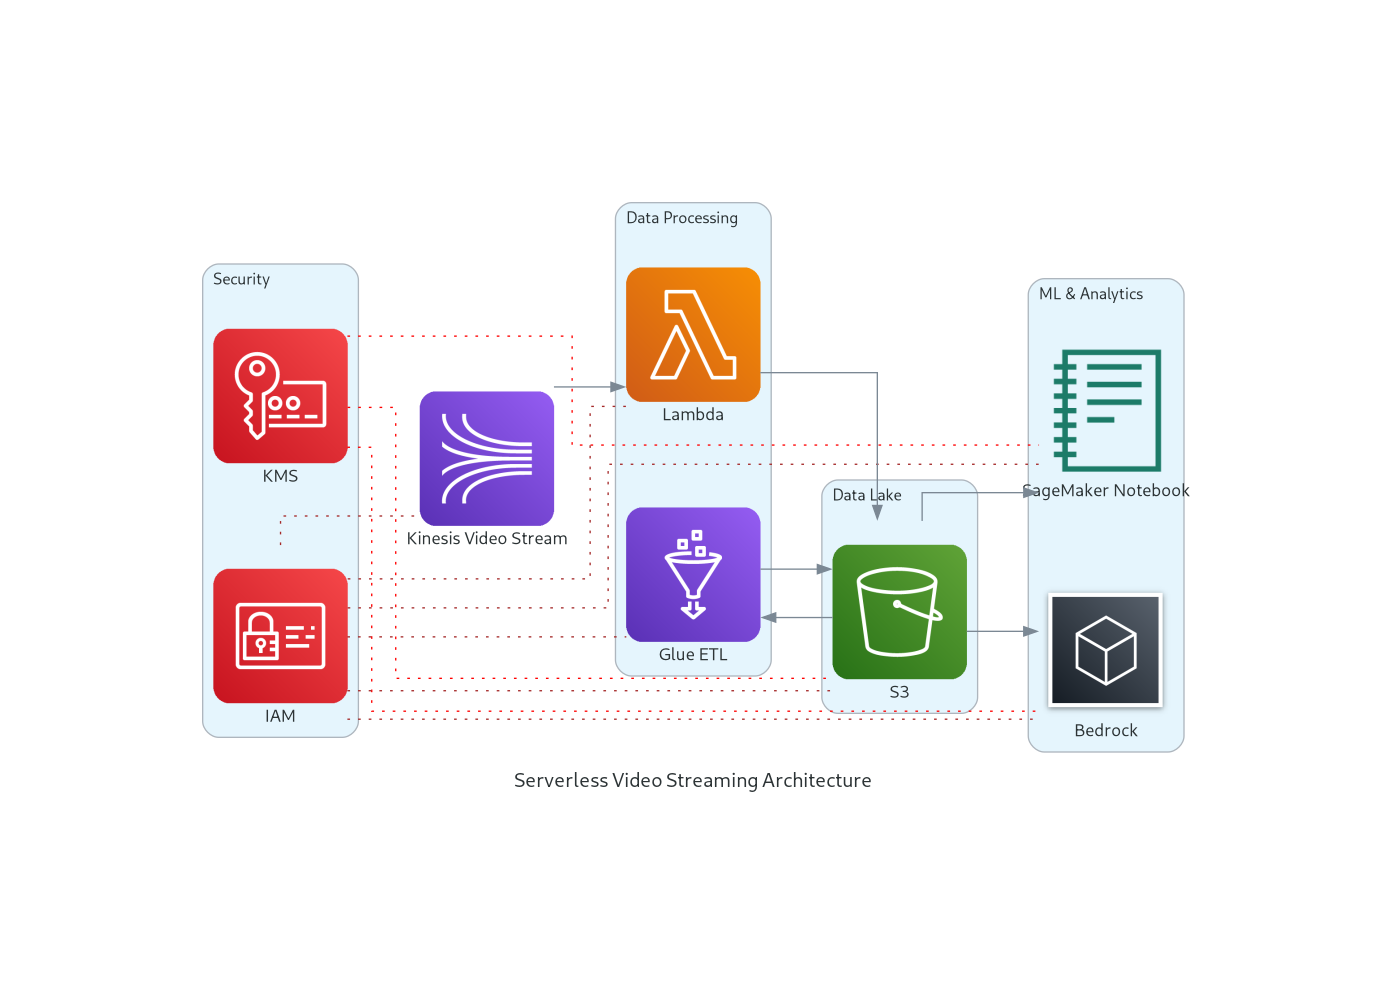 Data Processing
Security
ML & Analytics
Lambda
KMS
SageMaker Notebook
Data Lake
Kinesis Video Stream
Glue ETL
S3
IAM
Bedrock
Serverless Video Streaming Architecture